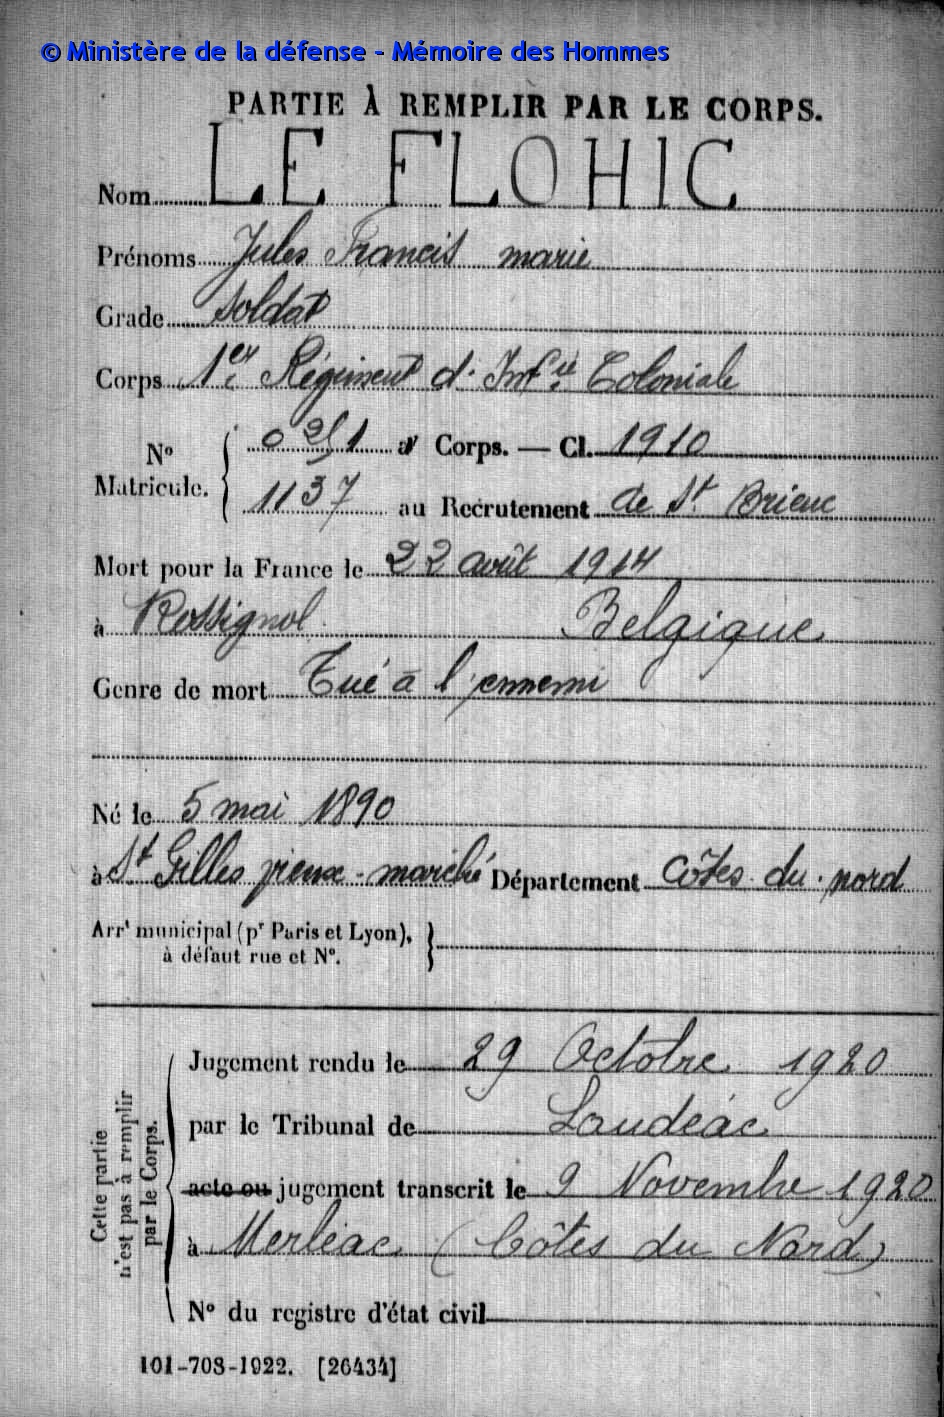 © Ministère de la défense - Mémoire des Hommes
PARTIE À REMPLIR PAR LE CORPS.
Nom LE FLOHIC
Prénoms Jules Francis marie
Grade Soldat
Corps 1er Régiment d'Infie Coloniale
No Matricule. { 0251 au Corps. — Cl. 1910
1137 au Recrutement de St. Brieuc
Mort pour la France le 22 août 1914
à Rossignol Belgique
Genre de mort Tué à l'ennemi
Né le 5 mai 1890
à St Gilles vieux-marché Département Côtes-du-nord
Arrt municipal (pr Paris et Lyon), }
à défaut rue et No.
Cette partie n'est pas à remplir par le Corps.
Jugement rendu le 29 Octobre 1920
par le Tribunal de Loudéac
acte ou jugement transcrit le 9 Novembre 1920
à Merléac (Côtes du Nord)
No du registre d'état civil
101-708-1922. [26434]